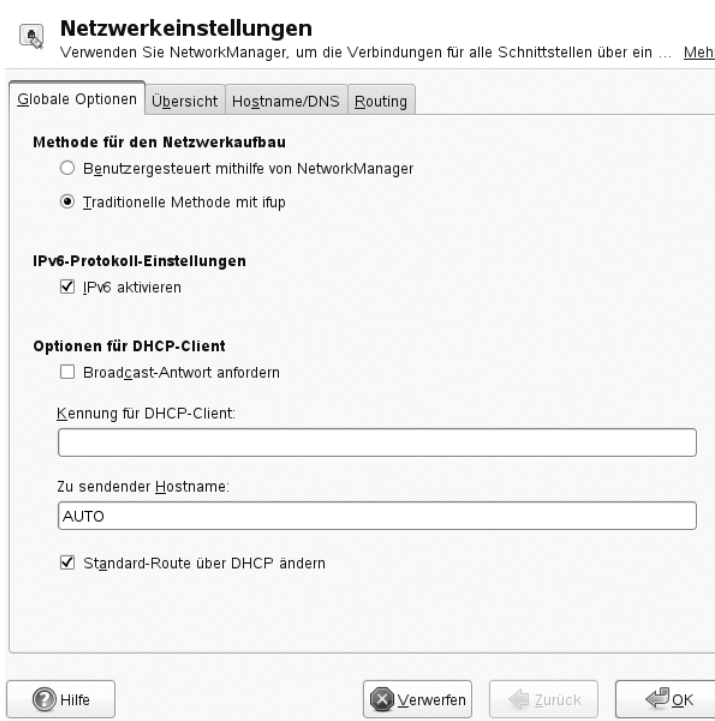 Netzwerkeinstellungen
Verwenden Sie NetworkManager, um die Verbindungen für alle Schnittstellen über ein ... Meh
Globale Optionen Übersicht Hostname/DNS Routing
Methode für den Netzwerkaufbau
Benutzergesteuert mithilfe von NetworkManager
Traditionelle Methode mit ifup
IPv6-Protokoll-Einstellungen
IPv6 aktivieren
Optionen für DHCP-Client
Broadcast-Antwort anfordern
Kennung für DHCP-Client:
Zu sendender Hostname:
AUTO
Standard-Route über DHCP ändern
Hilfe Verwerfen Zurück OK